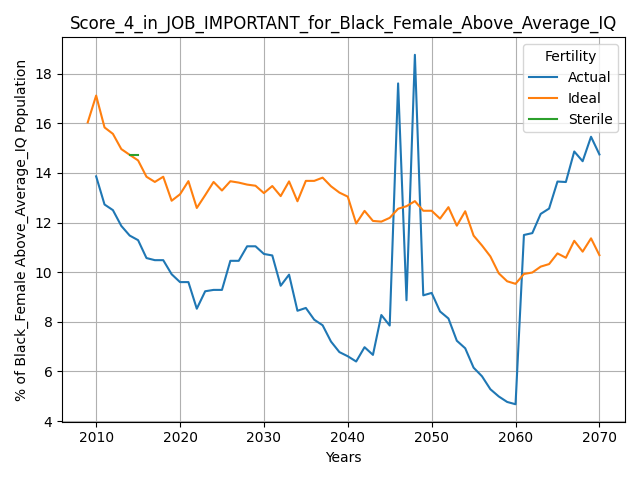 Score_4_in_JOB_IMPORTANT_for_Black_Female_Above_Average_IQ
% of Black_Female Above_Average_IQ Population
18
16
14
12
10
8
6
4
Fertility
Actual
Ideal
Sterile
2010 2020 2030 2040 2050 2060 2070
Years